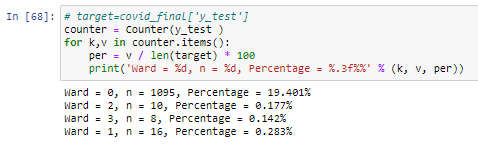 In [68]: # target=covid_final['y_test']
counter = Counter(y_test )
for k,v in counter.items():
    per = v / len(target) * 100
    print('Ward = %d, n = %d, Percentage = %.3f%%' % (k, v, per))
Ward = 0, n = 1095, Percentage = 19.401%
Ward = 2, n = 10, Percentage = 0.177%
Ward = 3, n = 8, Percentage = 0.142%
Ward = 1, n = 16, Percentage = 0.283%